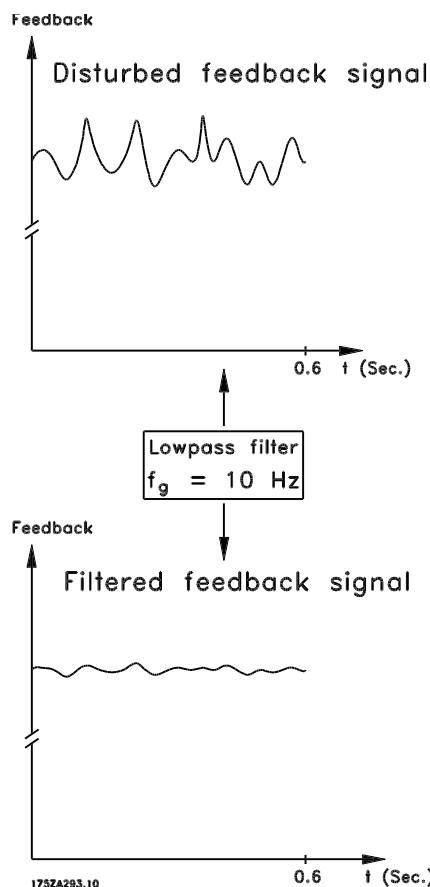 Feedback
Disturbed feedback signal
0.6 t (Sec.)
Lowpass filter
fg = 10 Hz
Feedback
Filtered feedback signal
0.6 t (Sec.)
175ZA293.10